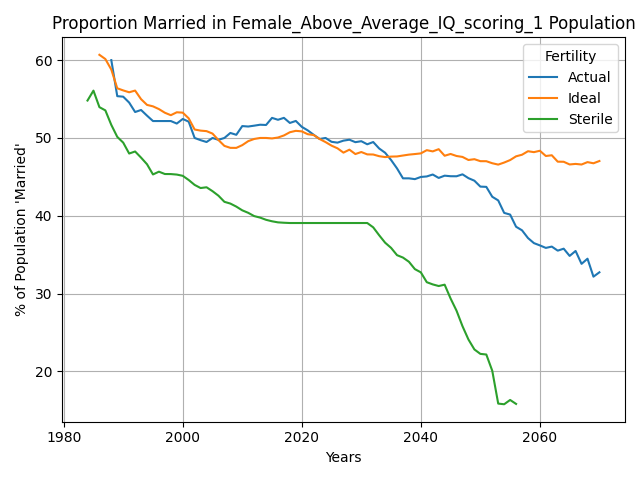 Proportion Married in Female_Above_Average_IQ_scoring_1 Population
% of Population 'Married'
60
50
40
30
20
Fertility
Actual
Ideal
Sterile
1980
2000
2020
2040
2060
Years